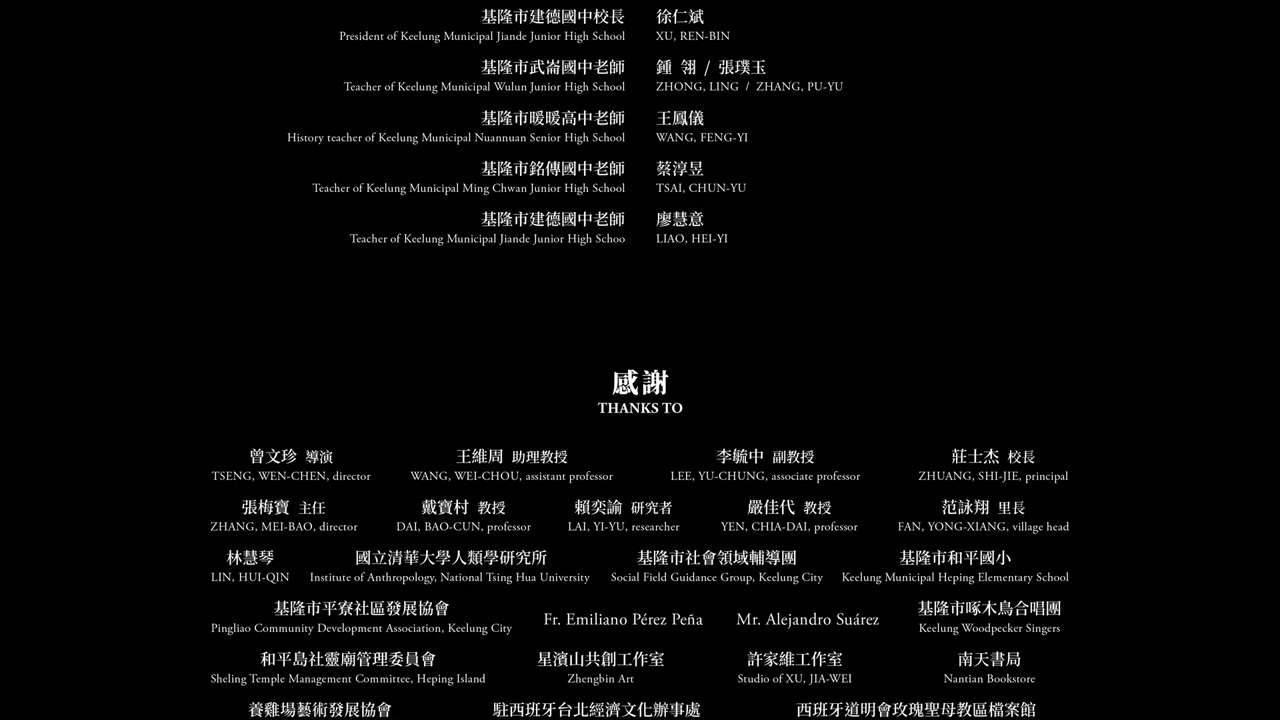 基隆市建德國中校長 徐仁斌
President of Keelung Municipal Jiande Junior High School XU, REN-BIN
基隆市武崙國中老師 鍾 翎 / 張璞玉
Teacher of Keelung Municipal Wulun Junior High School ZHONG, LING / ZHANG, PU-YU
基隆市暖暖高中老師 王鳳儀
History teacher of Keelung Municipal Nuannuan Senior High School WANG, FENG-YI
基隆市銘傳國中老師 蔡淳昱
Teacher of Keelung Municipal Ming Chwan Junior High School TSAI, CHUN-YU
基隆市建德國中老師 廖慧意
Teacher of Keelung Municipal Jiande Junior High Schoo LIAO, HEI-YI
感謝
THANKS TO
曾文珍 導演 王維周 助理教授 李毓中 副教授 莊士杰 校長
TSENG, WEN-CHEN, director WANG, WEI-CHOU, assistant professor LEE, YU-CHUNG, associate professor ZHUANG, SHI-JIE, principal
張梅寶 主任 戴寶村 教授 賴奕諭 研究者 嚴佳代 教授 范詠翔 里長
ZHANG, MEI-BAO, director DAI, BAO-CUN, professor LAI, YI-YU, researcher YEN, CHIA-DAI, professor FAN, YONG-XIANG, village head
林慧琴 國立清華大學人類學研究所 基隆市社會領域輔導團 基隆市和平國小
LIN, HUI-QIN Institute of Anthropology, National Tsing Hua University Social Field Guidance Group, Keelung City Keelung Municipal Heping Elementary School
基隆市平寮社區發展協會 Fr. Emiliano Pérez Peña Mr. Alejandro Suárez 基隆市啄木鳥合唱團
Pingliao Community Development Association, Keelung City Keelung Woodpecker Singers
和平島社靈廟管理委員會 星濱山共創工作室 許家維工作室 南天書局
Sheling Temple Management Committee, Heping Island Zhengbin Art Studio of XU, JIA-WEI Nantian Bookstore
養雞場藝術發展協會 駐西班牙台北經濟文化辦事處 西班牙道明會玫瑰聖母教區檔案館